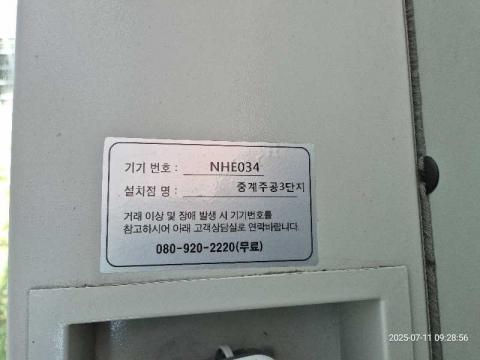 기기 번호 : NHE034
설치점 명 : 중계주공3단지
거래 이상 및 장애 발생 시 기기번호를
참고하시어 아래 고객상담실로 연락바랍니다.
080-920-2220(무료)
2025-07-11 09:28:56